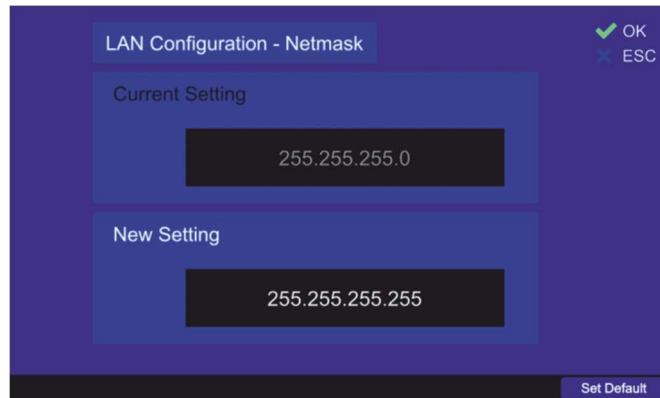 LAN Configuration - Netmask
OK
ESC
Current Setting
255.255.255.0
New Setting
255.255.255.255
Set Default